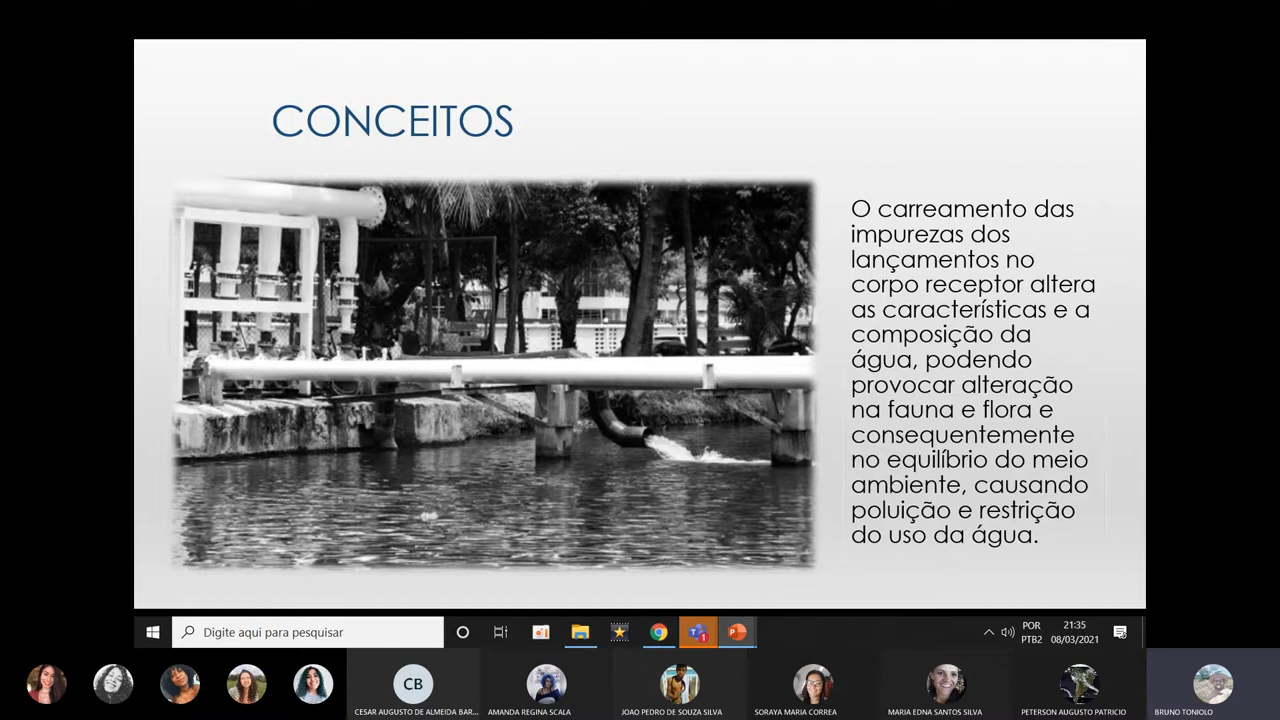 CONCEITOS
O carreamento das
impurezas dos
lançamentos no
corpo receptor altera
as características e a
composição da
água, podendo
provocar alteração
na fauna e flora e
consequentemente
no equilíbrio do meio
ambiente, causando
poluição e restrição
do uso da água.
Digite aqui para pesquisar
POR
PTB2
21:35
08/03/2021
CB
CESAR AUGUSTO DE ALMEIDA BAR...
AMANDA REGINA SCALA
JOAO PEDRO DE SOUZA SILVA
SORAYA MARIA CORREA
MARIA EDNA SANTOS SILVA
PETERSON AUGUSTO PATRICIO
BRUNO TONIOLO